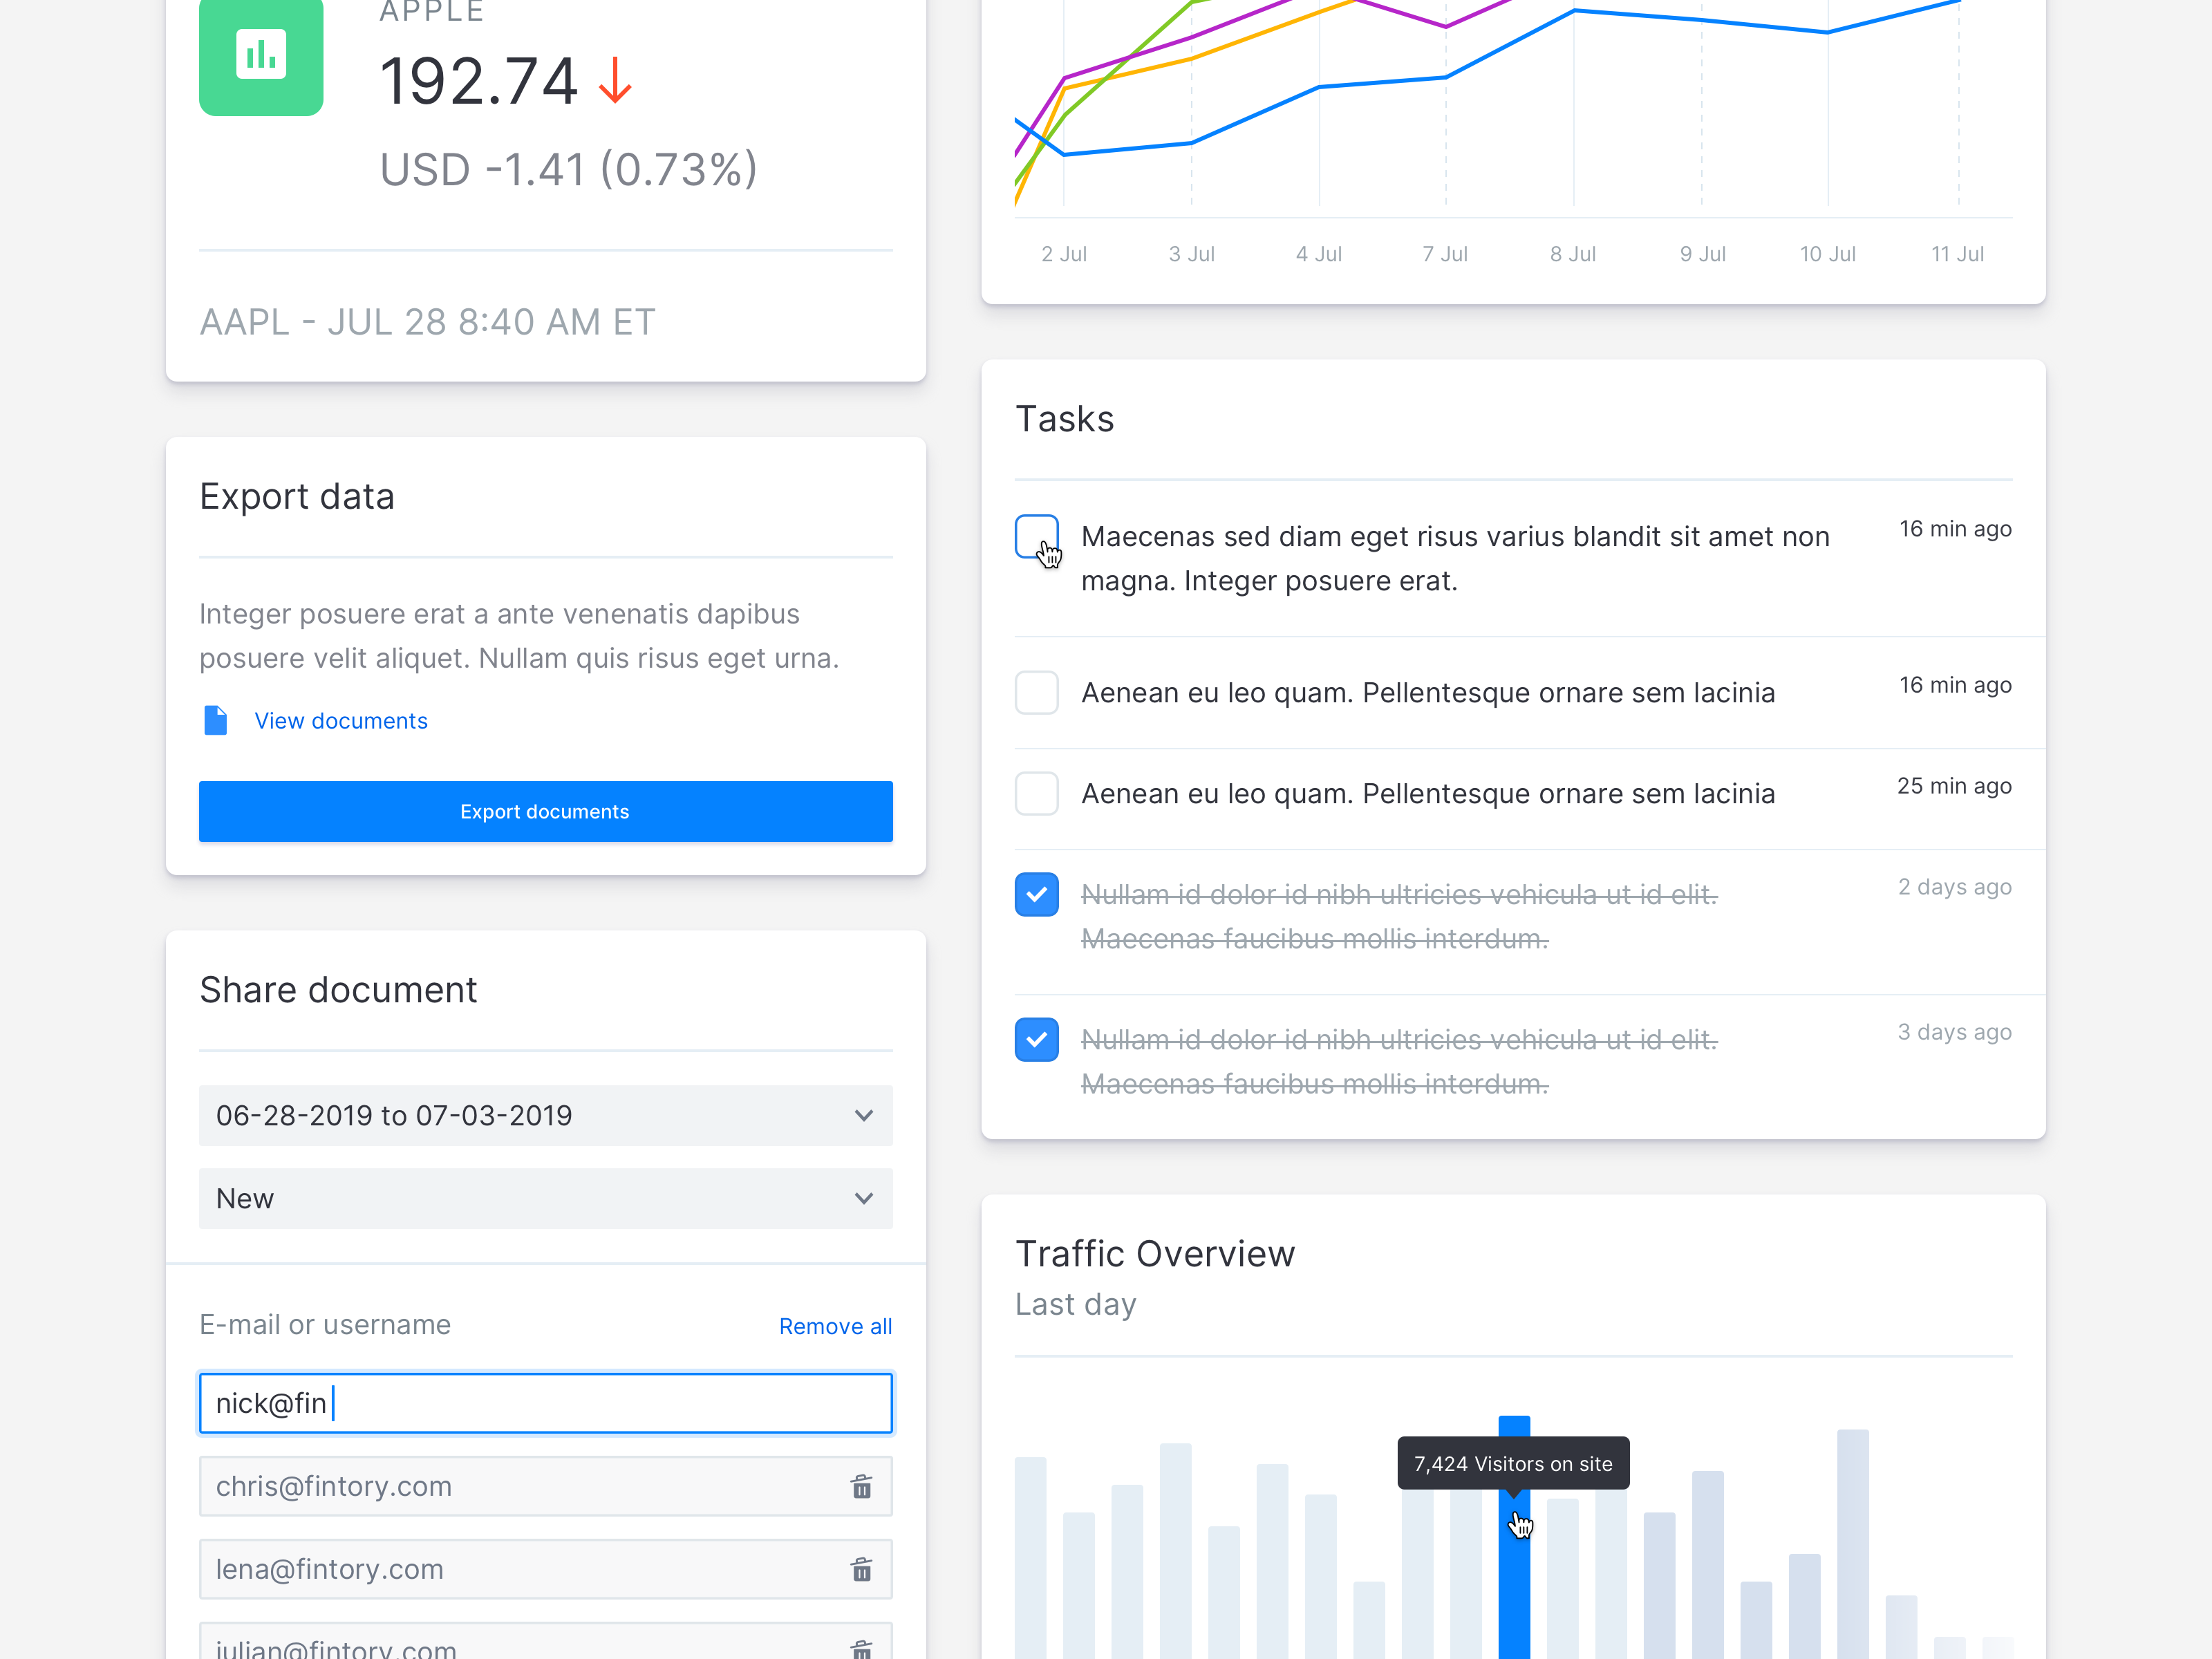 APPLE
192.74
USD -1.41 (0.73%)
AAPL - JUL 28 8:40 AM ET
Export data
Integer posuere erat a ante venenatis dapibus
posuere velit aliquet. Nullam quis risus eget urna.
View documents
Export documents
Share document
06-28-2019 to 07-03-2019
New
E-mail or username
Remove all
nick@fin
chris@fintory.com
lena@fintory.com
julian@fintory.com
2 Jul 3 Jul 4 Jul 7 Jul 8 Jul 9 Jul 10 Jul 11 Jul
Tasks
Maecenas sed diam eget risus varius blandit sit amet non
magna. Integer posuere erat.
16 min ago
Aenean eu leo quam. Pellentesque ornare sem lacinia
16 min ago
Aenean eu leo quam. Pellentesque ornare sem lacinia
25 min ago
Nullam id dolor id nibh ultricies vehicula ut id elit.
Maecenas faucibus mollis interdum.
2 days ago
Nullam id dolor id nibh ultricies vehicula ut id elit.
Maecenas faucibus mollis interdum.
3 days ago
Traffic Overview
Last day
7,424 Visitors on site